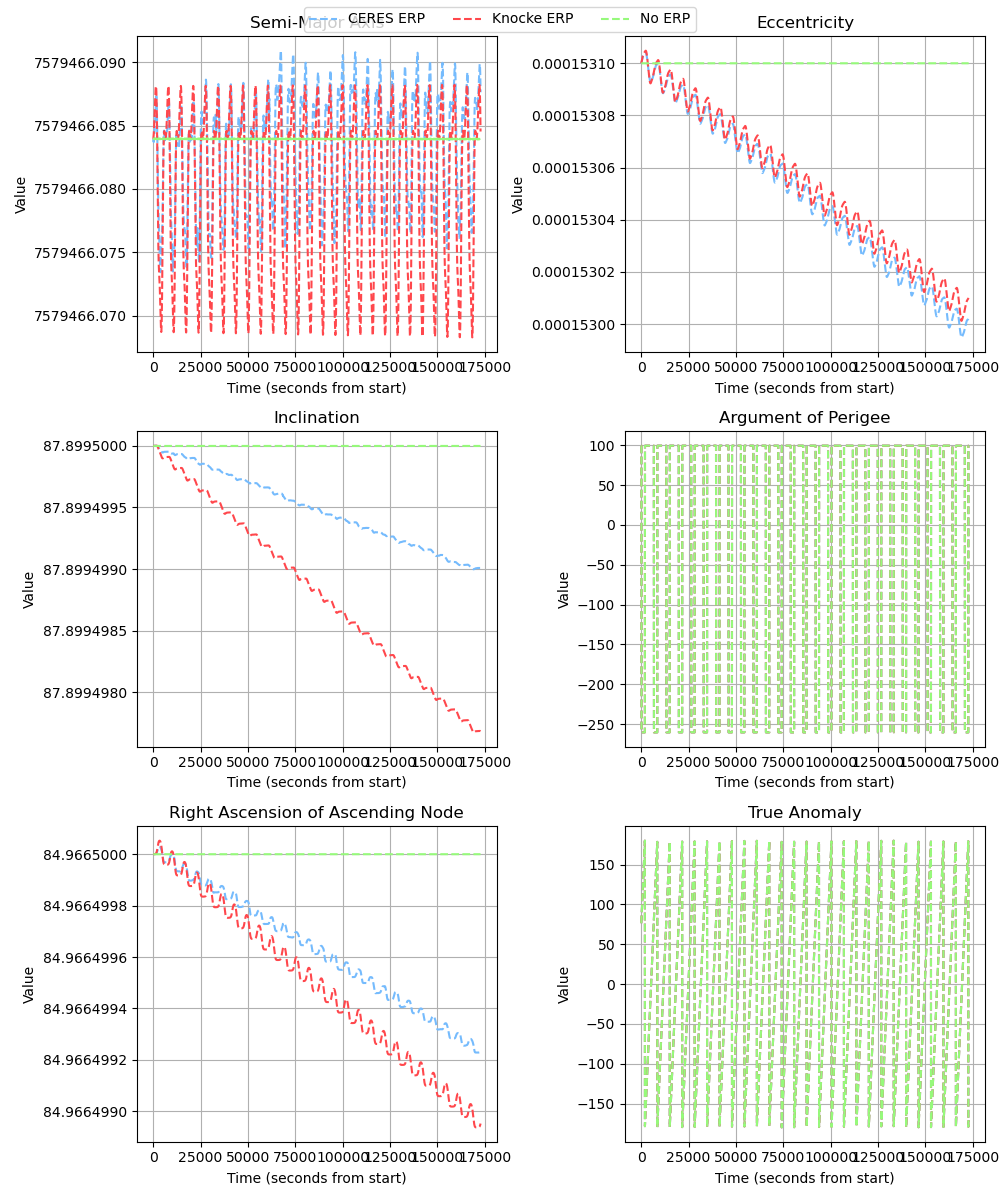 CERES ERP Knocke ERP No ERP
Semi-Major Axis
7579466.090
7579466.085
7579466.080
7579466.075
7579466.070
Value
0 25000 50000 75000 100000 125000 150000 175000
Time (seconds from start)
Eccentricity
0.00015310
0.00015308
0.00015306
0.00015304
0.00015302
0.00015300
Value
0 25000 50000 75000 100000 125000 150000 175000
Time (seconds from start)
Inclination
87.8995000
87.8994995
87.8994990
87.8994985
87.8994980
Value
0 25000 50000 75000 100000 125000 150000 175000
Time (seconds from start)
Argument of Perigee
100
50
0
−50
−100
−150
−200
−250
Value
0 25000 50000 75000 100000 125000 150000 175000
Time (seconds from start)
Right Ascension of Ascending Node
84.9665000
84.9664998
84.9664996
84.9664994
84.9664992
84.9664990
Value
0 25000 50000 75000 100000 125000 150000 175000
Time (seconds from start)
True Anomaly
150
100
50
0
−50
−100
−150
Value
0 25000 50000 75000 100000 125000 150000 175000
Time (seconds from start)